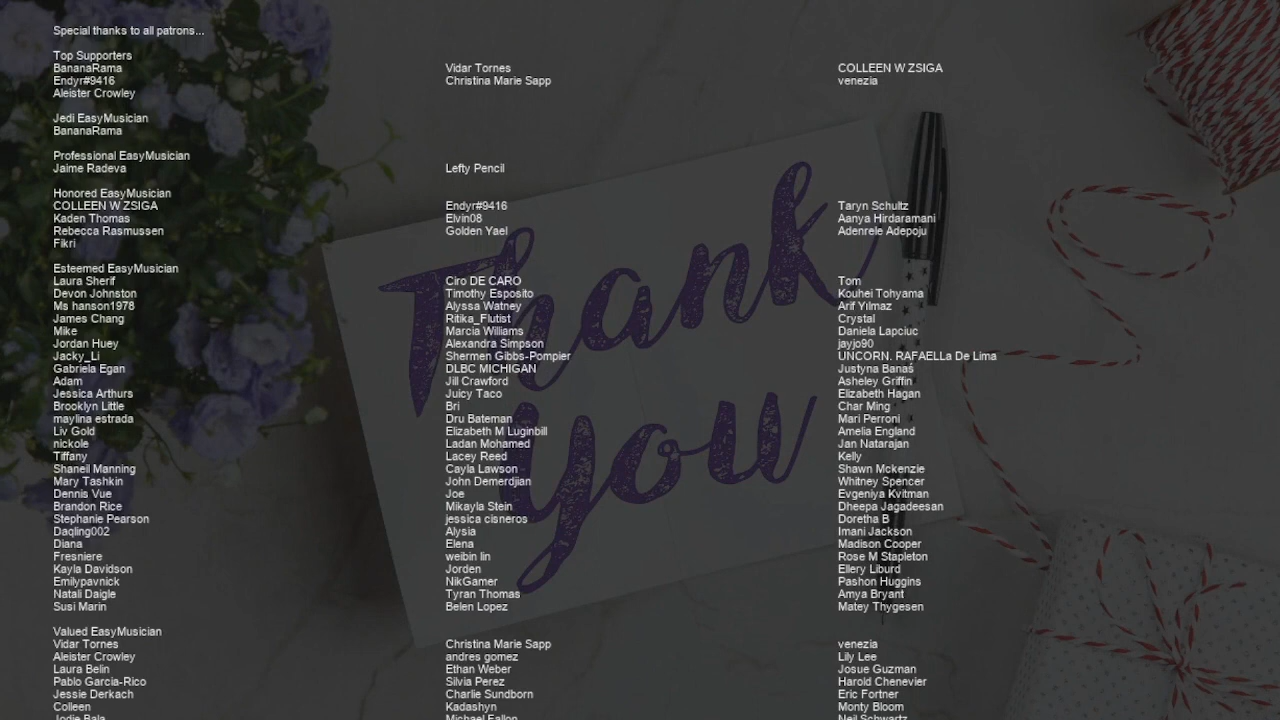 Special thanks to all patrons...
Top Supporters
BananaRama Vidar Tornes COLLEEN W ZSIGA
Endyr#9416 Christina Marie Sapp venezia
Aleister Crowley
Jedi EasyMusician
BananaRama
Professional EasyMusician
Jaime Radeva Lefty Pencil
Honored EasyMusician
COLLEEN W ZSIGA Endyr#9416 Taryn Schultz
Kaden Thomas Elvin08 Aanya Hirdaramani
Rebecca Rasmussen Golden Yael Adenrele Adepoju
Fikri
Esteemed EasyMusician
Laura Sherif Ciro DE CARO Tom
Devon Johnston Timothy Esposito Kouhei Tohyama
Ms hanson1978 Alyssa Watney Arif Yılmaz
James Chang Ritika_Flutist Crystal
Mike Marcia Williams Daniela Lapciuc
Jordan Huey Alexandra Simpson jayjo90
Jacky_Li Shermen Gibbs-Pompier UNCORN. RAFAELLa De Lima
Gabriela Egan DLBC MICHIGAN Justyna Banaś
Adam Jill Crawford Asheley Griffin
Jessica Arthurs Juicy Taco Elizabeth Hagan
Brooklyn Little Bri Char Ming
maylina estrada Dru Bateman Mari Perroni
Liv Gold Elizabeth M Luginbill Amelia England
nickole Ladan Mohamed Jan Natarajan
Tiffany Lacey Reed Kelly
Shaneil Manning Cayla Lawson Shawn Mckenzie
Mary Tashkin John Demerdjian Whitney Spencer
Dennis Vue Joe Evgeniya Kvitman
Brandon Rice Mikayla Stein Dheepa Jagadeesan
Stephanie Pearson jessica cisneros Doretha B
Daqling002 Alysia Imani Jackson
Diana Elena Madison Cooper
Fresniere weibin lin Rose M Stapleton
Kayla Davidson Jorden Ellery Liburd
Emilypavnick NikGamer Pashon Huggins
Natali Daigle Tyran Thomas Amya Bryant
Susi Marin Belen Lopez Matey Thygesen
Valued EasyMusician
Vidar Tornes Christina Marie Sapp venezia
Aleister Crowley andres gomez Lily Lee
Laura Belin Ethan Weber Josue Guzman
Pablo Garcia-Rico Silvia Perez Harold Chenevier
Jessie Derkach Charlie Sundborn Eric Fortner
Colleen Kadashyn Monty Bloom
Jodie Bala Michael Fallon Neil Schwartz
Thank
you